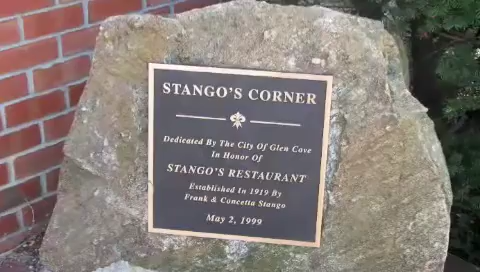 STANGO'S CORNER
Dedicated By The City Of Glen Cove
In Honor Of
STANGO'S RESTAURANT
Established In 1919 By
Frank & Concetta Stango
May 2, 1999